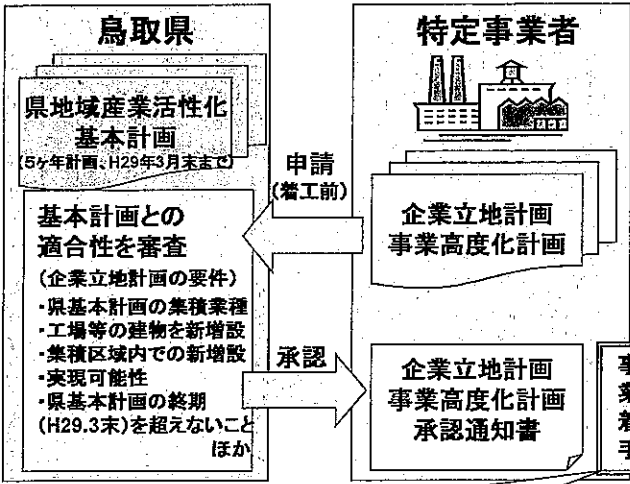 鳥取県
県地域産業活性化
基本計画
(5ヶ年計画、H29年3月末まで)
基本計画との
適合性を審査
(企業立地計画の要件)
・県基本計画の集積業種
・工場等の建物を新増設
・集積区域内での新増設
・実現可能性
・県基本計画の終期
(H29.3末)を超えないこと
ほか
申請
(着工前)
承認
特定事業者
企業立地計画
事業高度化計画
企業立地計画
事業高度化計画
承認通知書
事
業
着
手